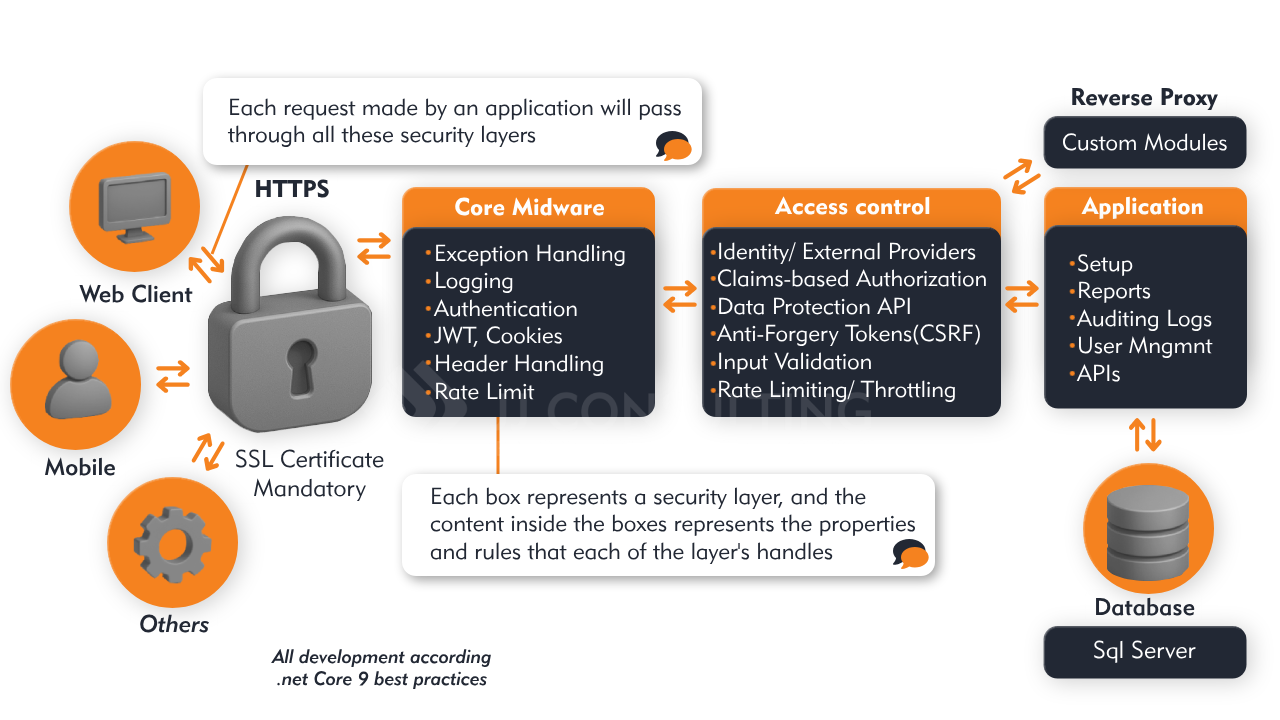 Each request made by an application will pass
through all these security layers
Reverse Proxy
Custom Modules
HTTPS
Web Client
Mobile
Others
SSL Certificate
Mandatory
Core Midware
•Exception Handling
•Logging
•Authentication
•JWT, Cookies
•Header Handling
•Rate Limit
Access control
•Identity/ External Providers
•Claims-based Authorization
•Data Protection API
•Anti-Forgery Tokens(CSRF)
•Input Validation
•Rate Limiting/ Throttling
Application
•Setup
•Reports
•Auditing Logs
•User Mngmnt
•APIs
Each box represents a security layer, and the
content inside the boxes represents the properties
and rules that each of the layer's handles
Database
Sql Server
All development according
.net Core 9 best practices